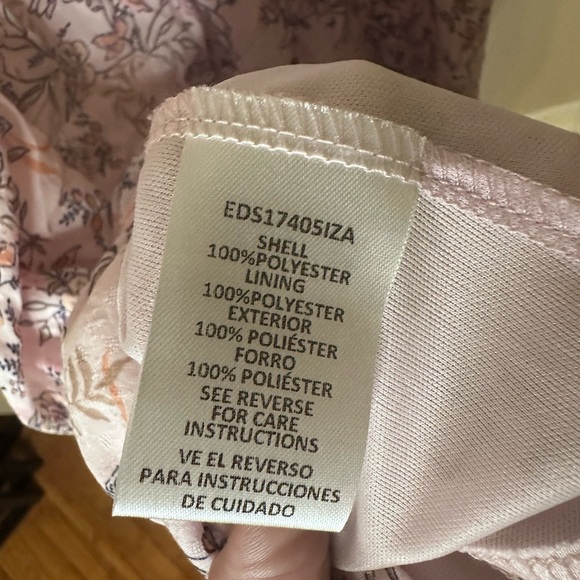 EDS17405IZA
SHELL
100%POLYESTER
LINING
100%POLYESTER
EXTERIOR
100% POLIÉSTER
FORRO
100% POLIÉSTER
SEE REVERSE
FOR CARE
INSTRUCTIONS
VE EL REVERSO
PARA INSTRUCCIONES
DE CUIDADO